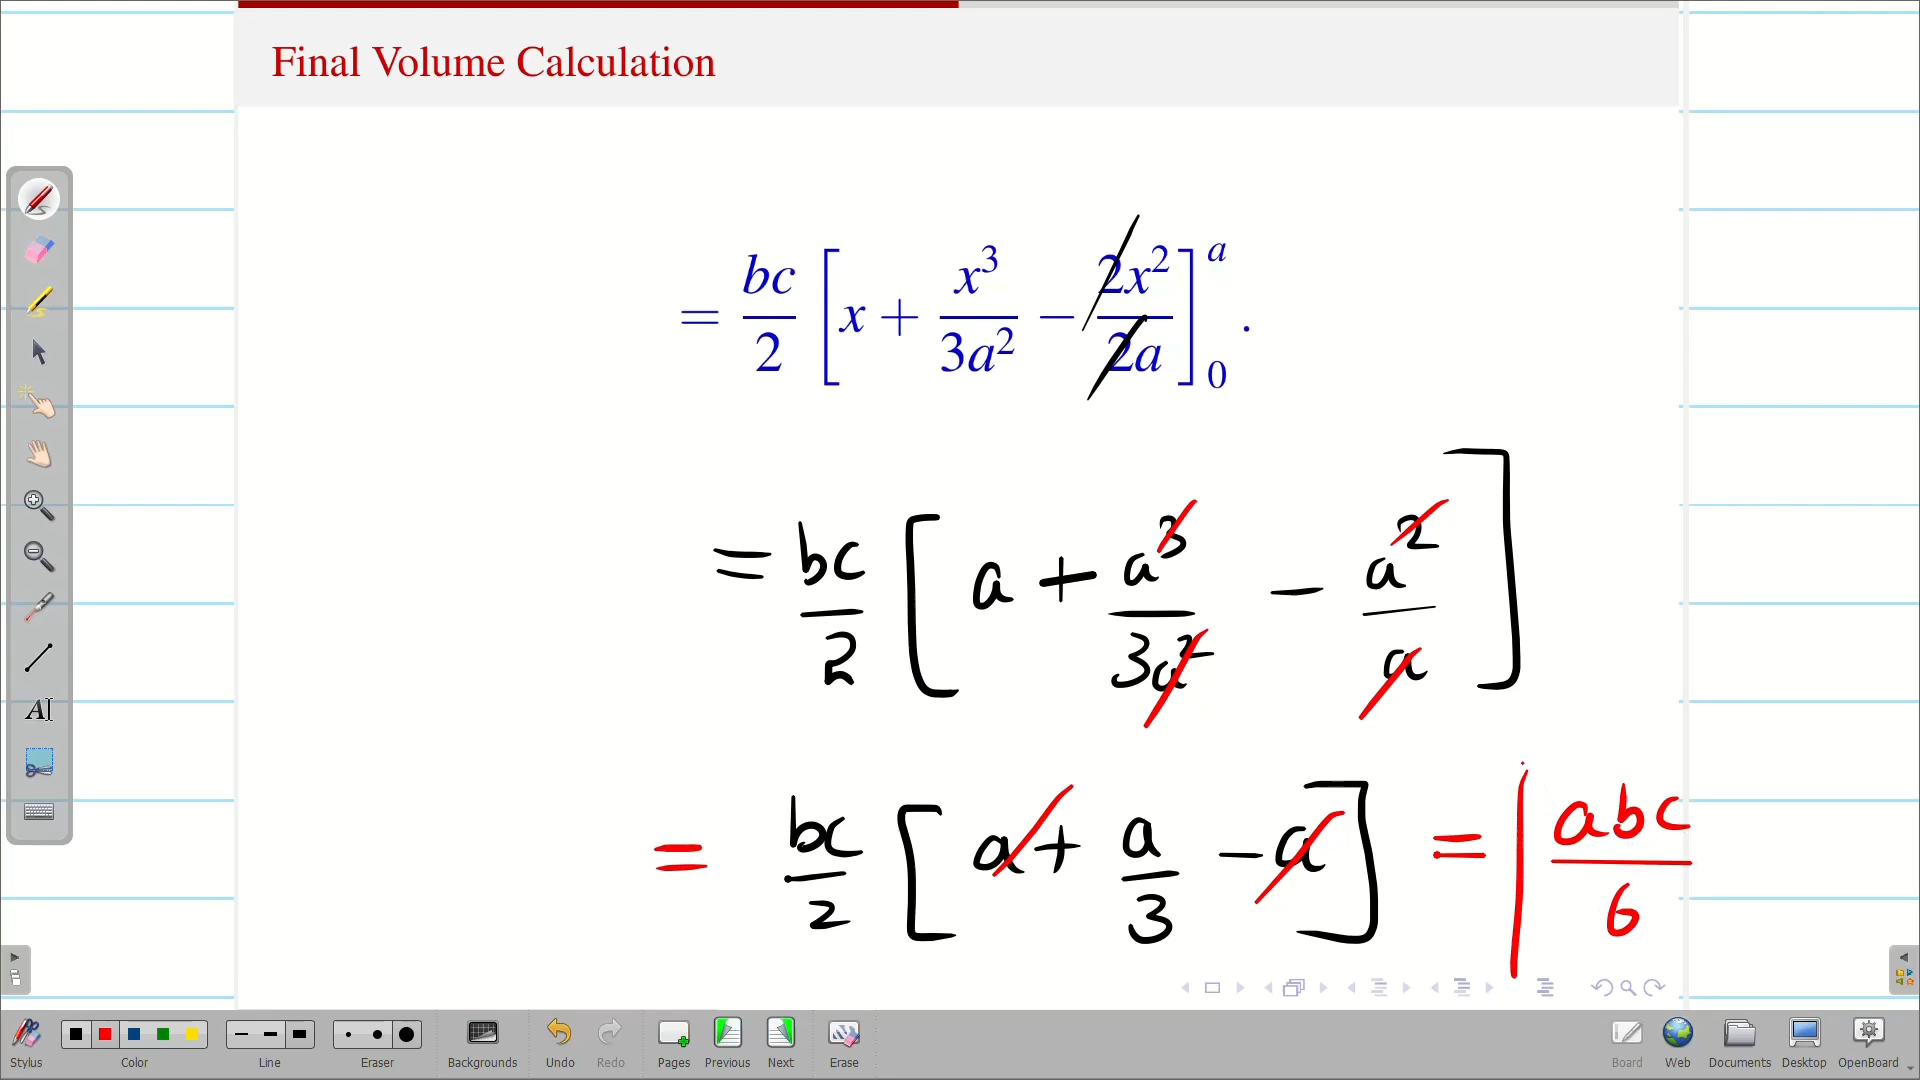 Final Volume Calculation
= bc/2 [x + x³/3a² − 2x²/2a]₀ᵃ .
= bc/2 [a + a³/3a² − a²/a]
= bc/2 [a + a/3 − a] = abc/6
Stylus Color Line Eraser Backgrounds Undo Redo Pages Previous Next Erase Board Web Documents Desktop OpenBoard